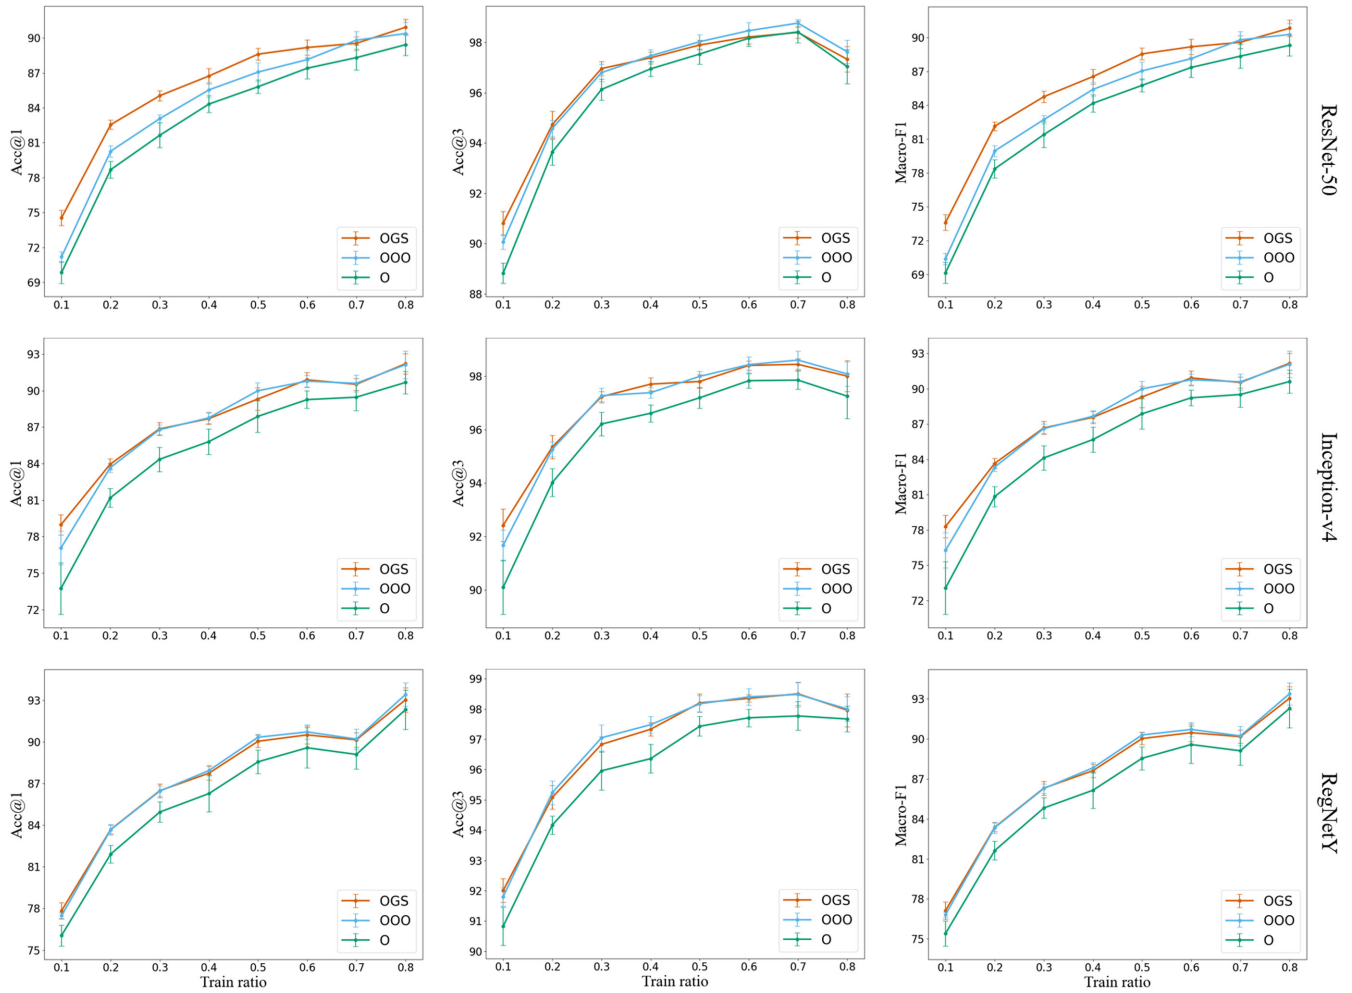 90
87
84
81
78
75
72
69
Acc@1
0.1 0.2 0.3 0.4 0.5 0.6 0.7 0.8
OGS
OOO
O
98
96
94
92
90
88
Acc@3
0.1 0.2 0.3 0.4 0.5 0.6 0.7 0.8
OGS
OOO
O
90
87
84
81
78
75
72
69
Macro-F1
0.1 0.2 0.3 0.4 0.5 0.6 0.7 0.8
OGS
OOO
O
ResNet-50
93
90
87
84
81
78
75
72
Acc@1
0.1 0.2 0.3 0.4 0.5 0.6 0.7 0.8
OGS
OOO
O
98
96
94
92
90
Acc@3
0.1 0.2 0.3 0.4 0.5 0.6 0.7 0.8
OGS
OOO
O
93
90
87
84
81
78
75
72
Macro-F1
0.1 0.2 0.3 0.4 0.5 0.6 0.7 0.8
OGS
OOO
O
Inception-v4
93
90
87
84
81
78
75
Acc@1
0.1 0.2 0.3 0.4 0.5 0.6 0.7 0.8
Train ratio
OGS
OOO
O
99
98
97
96
95
94
93
92
91
90
Acc@3
0.1 0.2 0.3 0.4 0.5 0.6 0.7 0.8
Train ratio
OGS
OOO
O
93
90
87
84
81
78
75
Macro-F1
0.1 0.2 0.3 0.4 0.5 0.6 0.7 0.8
Train ratio
OGS
OOO
O
RegNetY